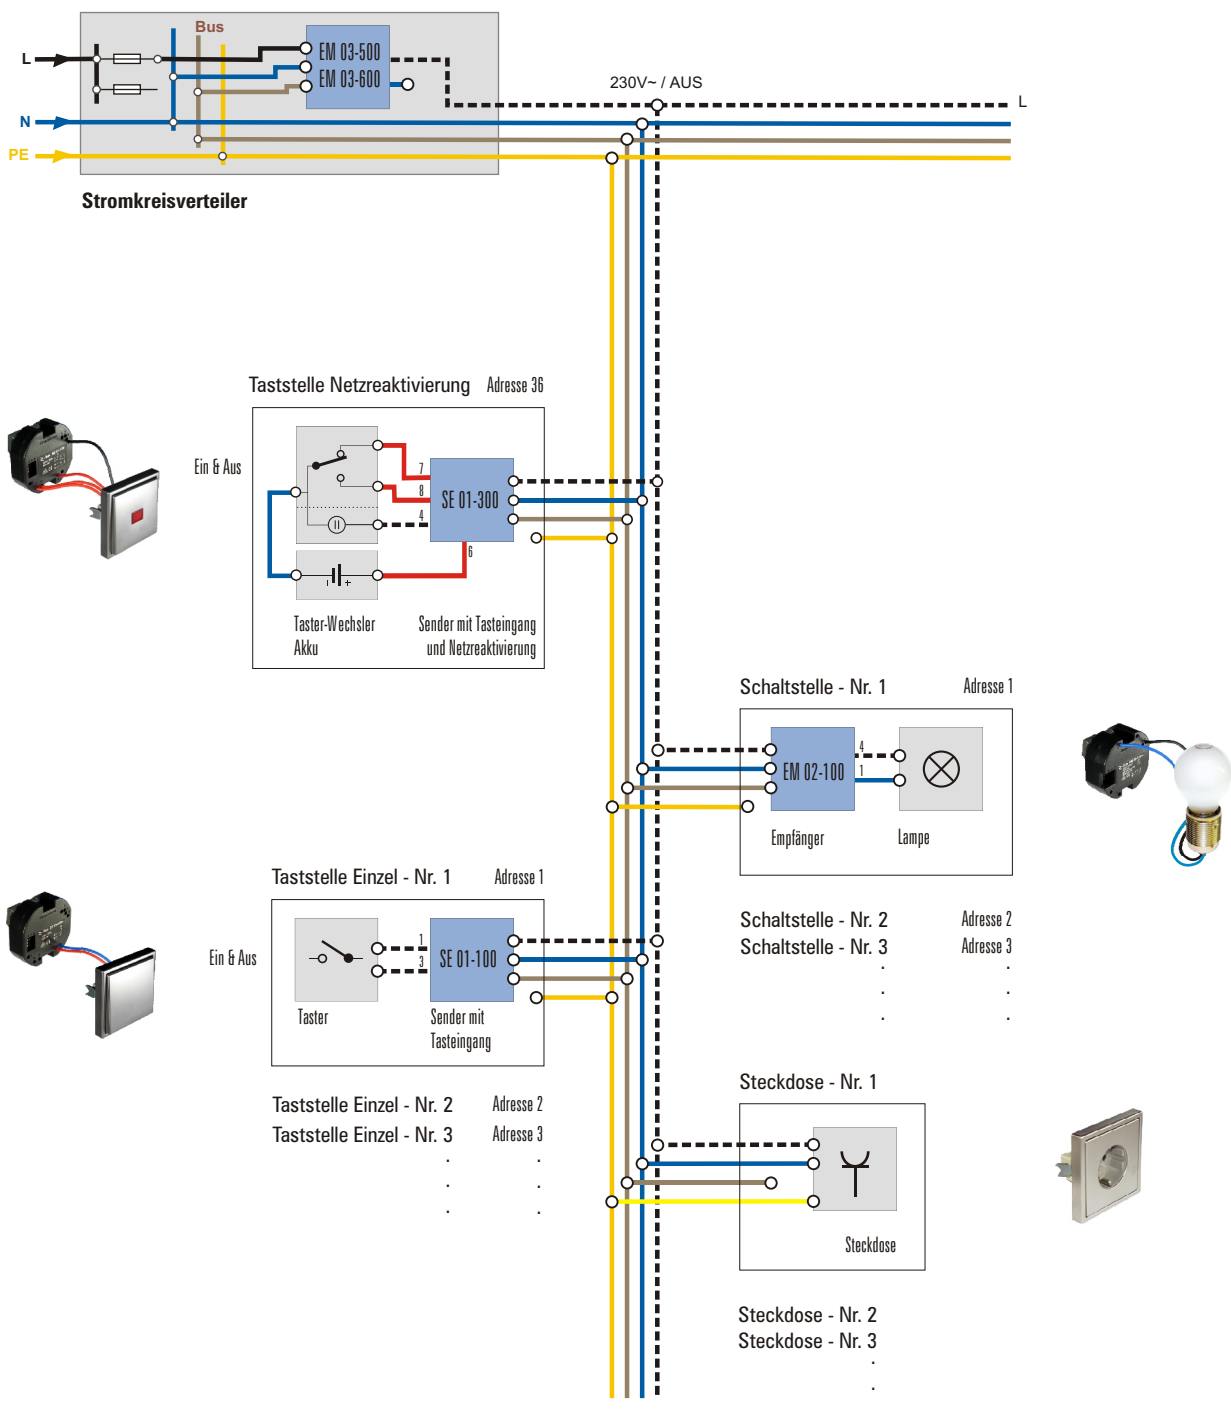 Bus
L
EM 03-500
EM 03-600
230V~ / AUS
L
N
PE
Stromkreisverteiler
Taststelle Netzreaktivierung Adresse 36
Ein & Aus
7
8
SE 01-300
4
6
Taster-Wechsler
Akku
Sender mit Tasteingang
und Netzreaktivierung
Schaltstelle - Nr. 1 Adresse 1
4
EM 02-100
1
Empfänger
Lampe
Taststelle Einzel - Nr. 1 Adresse 1
Schaltstelle - Nr. 2 Adresse 2
Schaltstelle - Nr. 3 Adresse 3
. .
. .
. .
Ein & Aus
1
3
SE 01-100
Taster
Sender mit
Tasteingang
Steckdose - Nr. 1
Taststelle Einzel - Nr. 2 Adresse 2
Taststelle Einzel - Nr. 3 Adresse 3
. .
. .
. .
Steckdose
Steckdose - Nr. 2
Steckdose - Nr. 3
.
.